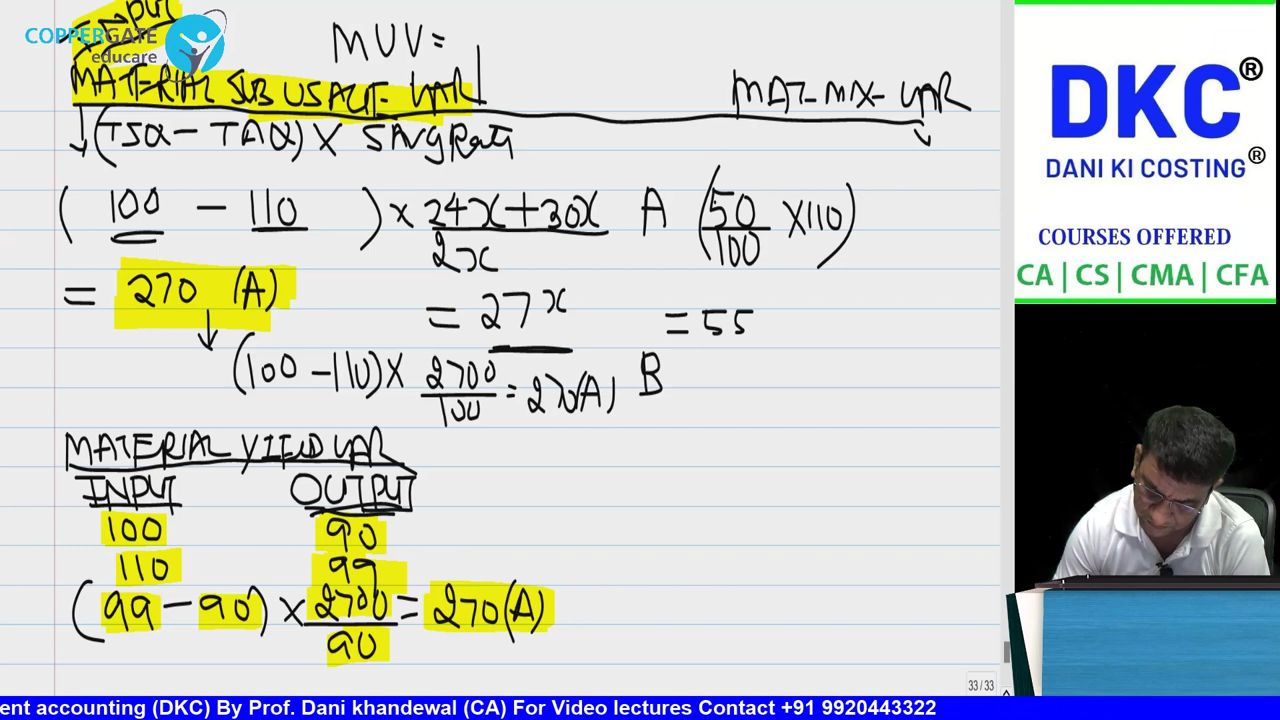 INPUT
COPPERGATE
educare
MUV =
MATERIAL SUB USAGE VAR
MAT-MIX-VAR
(TSQ - TAQ) X SAvg Rate
( 100 - 110 ) x 24x+30x
2x
= 270 (A)
= 27x
(100 - 110) X 2700
100
= 270(A)
A (50
100
X 110)
= 55
B
MATERIAL YIELD VAR
INPUT OUTPUT
100 90
110 99
(99 - 90) X 2700 = 270(A)
90
33 / 33
DKC®
DANI KI COSTING®
COURSES OFFERED
CA | CS | CMA | CFA
ent accounting (DKC) By Prof. Dani khandewal (CA) For Video lectures Contact +91 9920443322